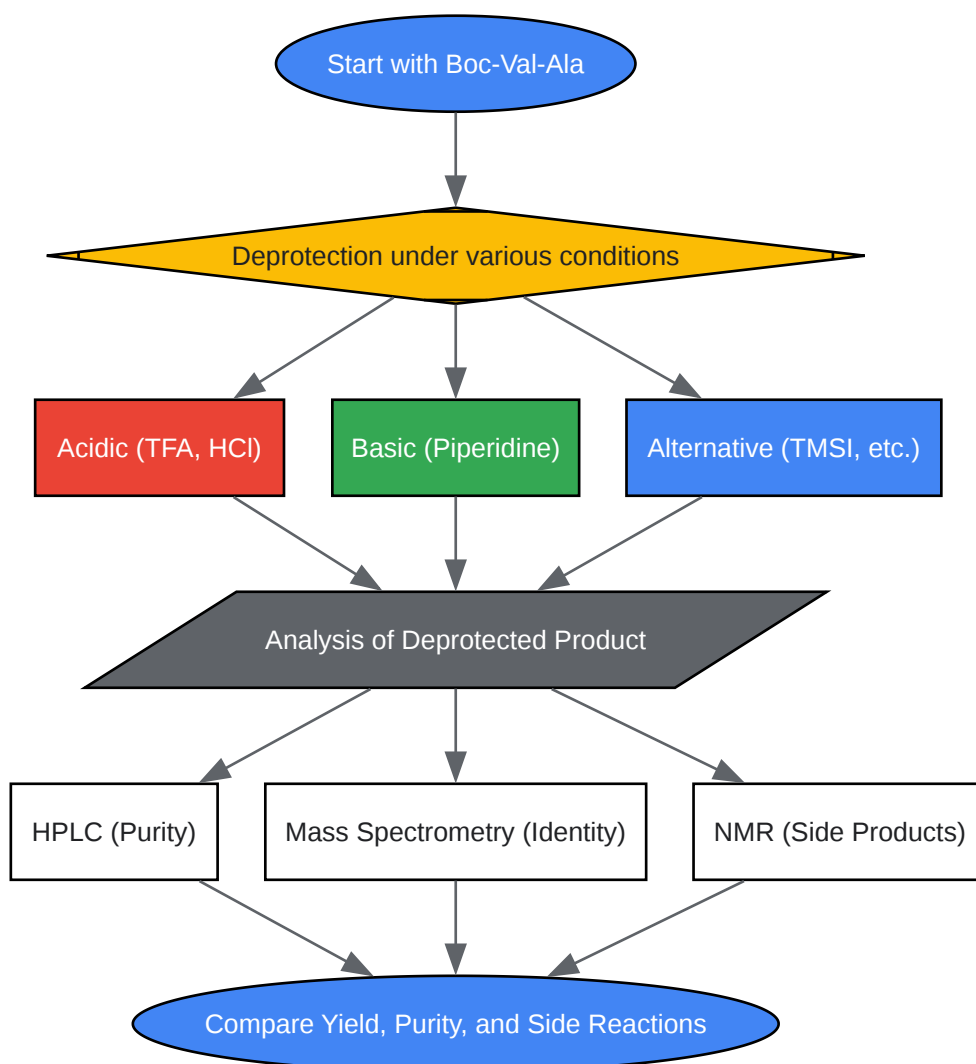 Start with Boc-Val-Ala
Deprotection under various conditions
Acidic (TFA, HCl)
Basic (Piperidine)
Alternative (TMSI, etc.)
Analysis of Deprotected Product
HPLC (Purity)
Mass Spectrometry (Identity)
NMR (Side Products)
Compare Yield, Purity, and Side Reactions